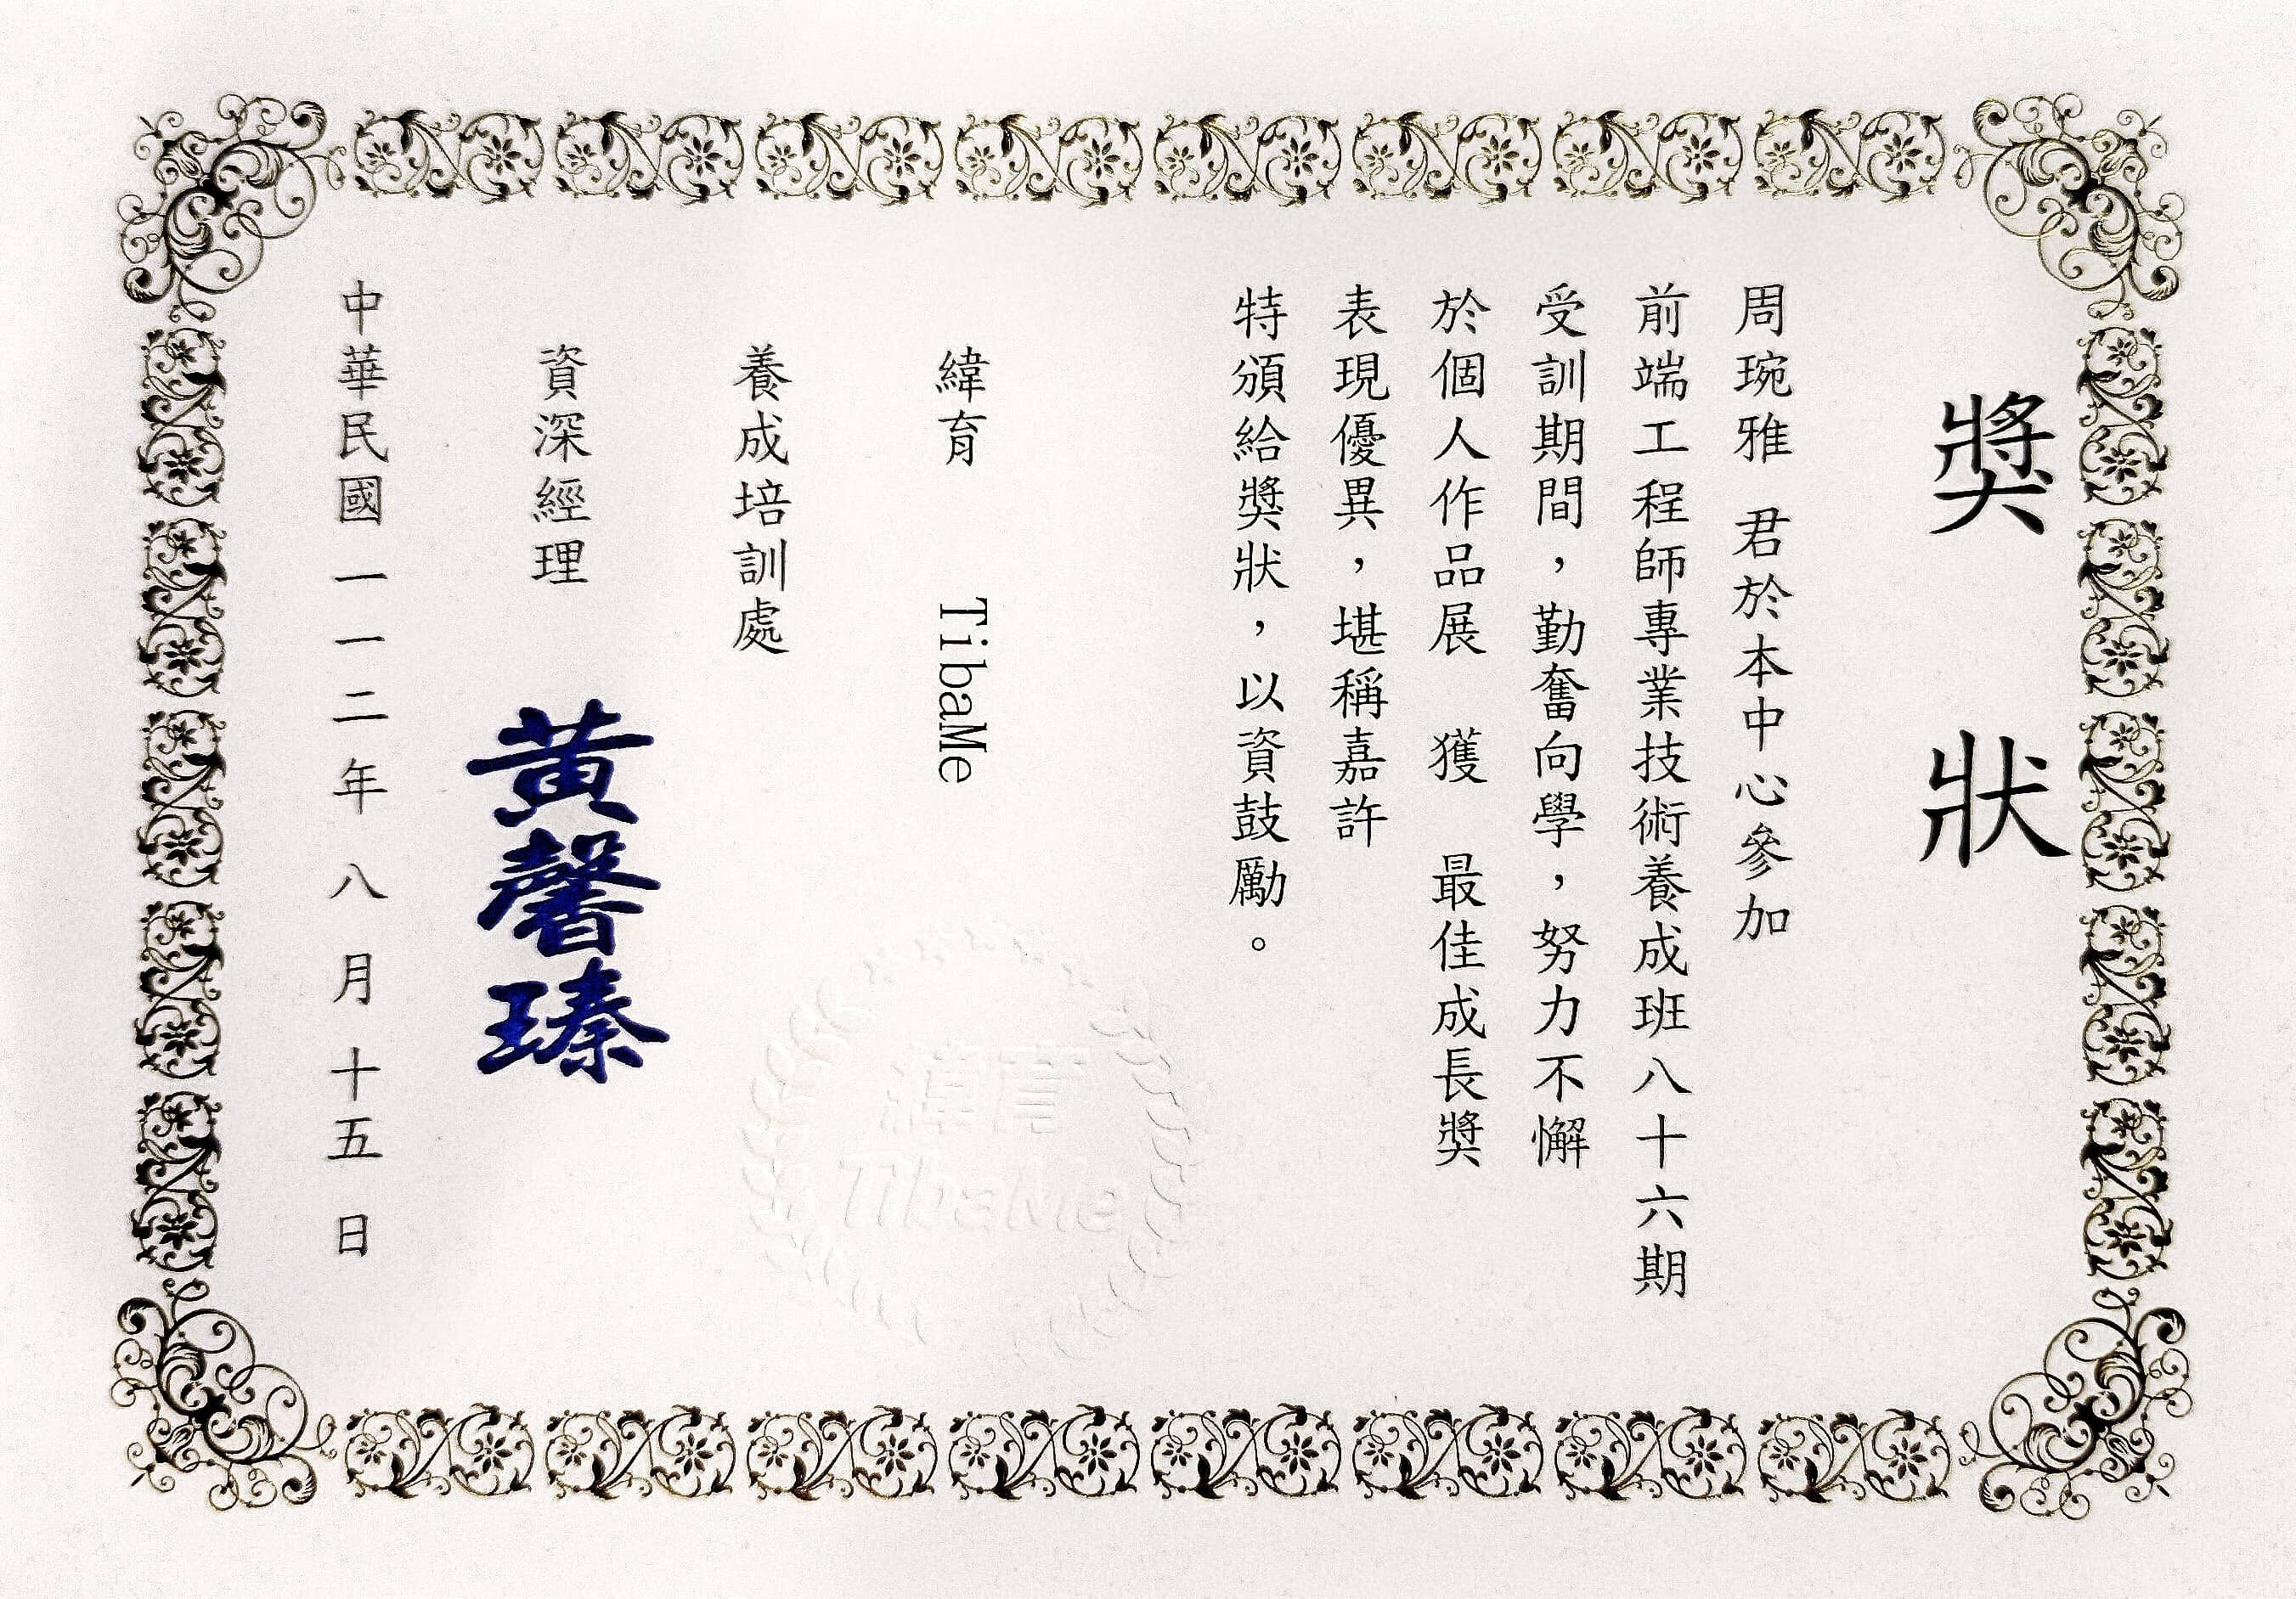 獎狀
周琬雅 君於本中心參加
前端工程師專業技術養成班八十六期
受訓期間，勤奮向學，努力不懈
於個人作品展 獲 最佳成長獎
表現優異，堪稱嘉許
特頒給獎狀，以資鼓勵。
緯育 TibaMe
養成培訓處
資深經理 黃馨瑧
中華民國一一二年八月十五日
緯育
TibaMe